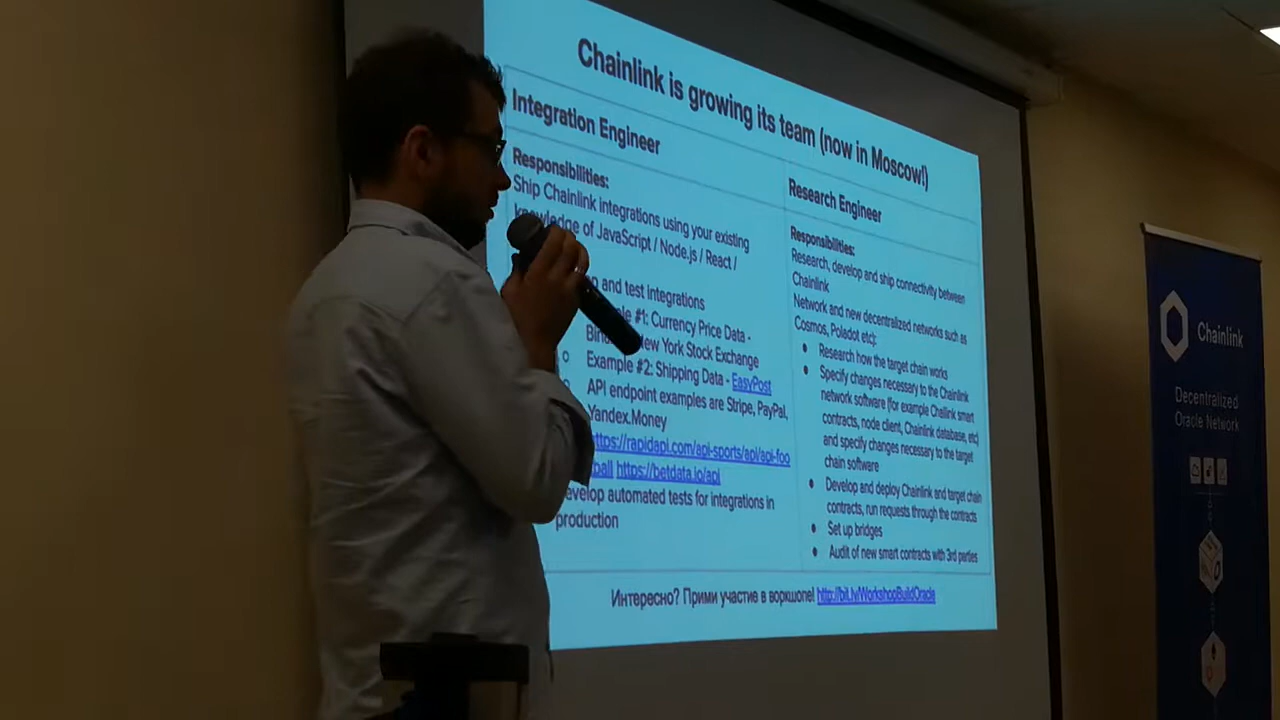 Chainlink is growing its team (now in Moscow!)
Integration Engineer
Responsibilities:
Ship Chainlink integrations using your existing
knowledge of JavaScript / Node.js / React /
and test integrations
#1: Currency Price Data -
New York Stock Exchange
Example #2: Shipping Data - EasyPost
API endpoint examples are Stripe, PayPal,
Yandex.Money
https://rapidapi.com/api-sports/api/api-foo
ball https://betdata.io/api
evelop automated tests for integrations in
production
Research Engineer
Responsibilities:
Research, develop and ship connectivity between
Chainlink
Network and new decentralized networks such as
Cosmos, Poladot etc):
Research how the target chain works
Specify changes necessary to the Chainlink
network software (for example Challink smart
contracts, node client, Chainlink database, etc)
and specify changes necessary to the target
chain software
Develop and deploy Chainlink and target chain
contracts, run requests through the contracts
Set up bridges
Audit of new smart contracts with 3rd parties
Интересно? Прими участие в воркшопе! http://bit.ly/WorkshopBuildOracle
Chainlink
Decentralized
Oracle Network